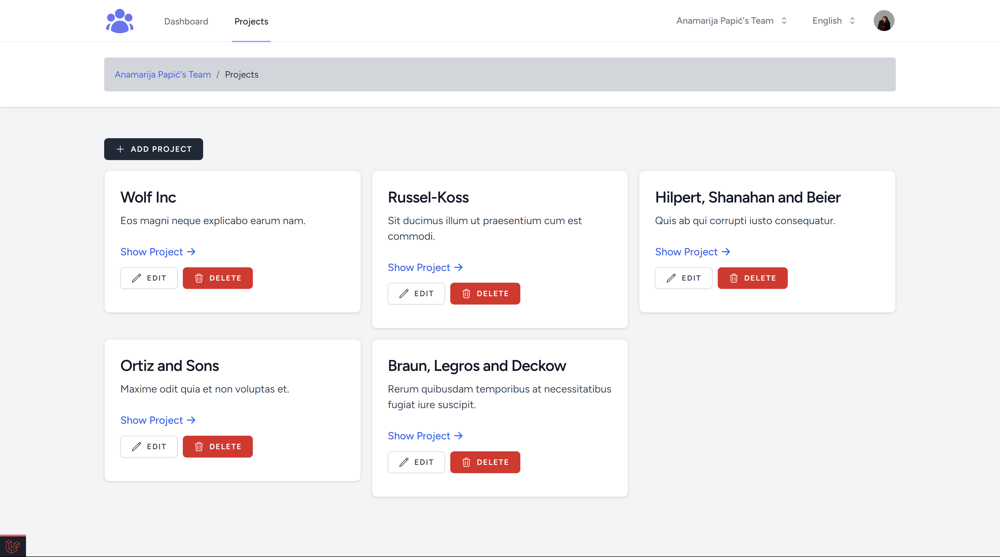 Dashboard
Projects
Anamarija Papić's Team
English
Anamarija Papić's Team / Projects
ADD PROJECT
Wolf Inc
Eos magni neque explicabo earum nam.
Show Project →
EDIT
DELETE
Russel-Koss
Sit ducimus illum ut praesentium cum est
commodi.
Show Project →
EDIT
DELETE
Hilpert, Shanahan and Beier
Quis ab qui corrupti iusto consequatur.
Show Project →
EDIT
DELETE
Ortiz and Sons
Maxime odit quia et non voluptas et.
Show Project →
EDIT
DELETE
Braun, Legros and Deckow
Rerum quibusdam temporibus at necessitatibus
fugiat iure suscipit.
Show Project →
EDIT
DELETE